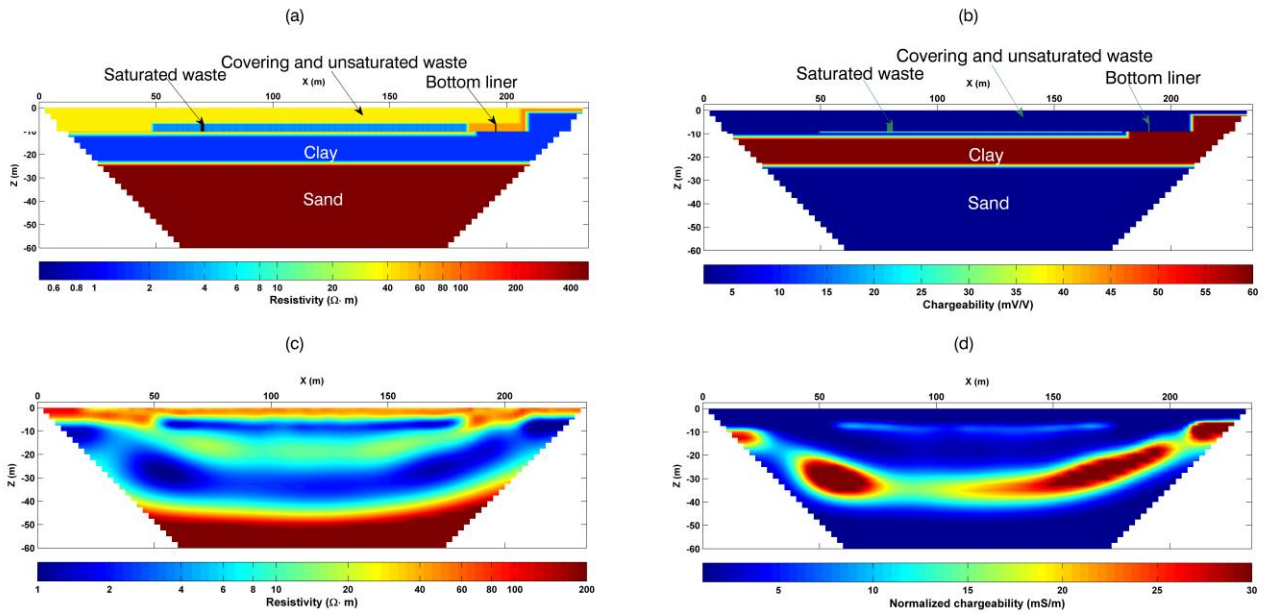 (a)
Covering and unsaturated waste
Saturated waste
X (m)
Bottom liner
50 100 150 200
0
-10
-20
-30
-40
-50
-60
Z (m)
Clay
Sand
0.6 0.8 1 2 4 6 8 10 20 40 60 80 100 200 400
Resistivity (Ω· m)
(b)
Covering and unsaturated waste
Saturated waste
X (m)
Bottom liner
50 100 150 200
0
-10
-20
-30
-40
-50
-60
Z (m)
Clay
Sand
5 10 15 20 25 30 35 40 45 50 55 60
Chargeability (mV/V)
(c)
X (m)
0 50 100 150 200
0
-10
-20
-30
-40
-50
-60
Z (m)
1 2 4 6 8 10 20 40 60 80 100 200
Resistivity (Ω· m)
(d)
X (m)
0 50 100 150 200
0
-10
-20
-30
-40
-50
-60
Z (m)
5 10 15 20 25 30
Normalized chargeability (mS/m)